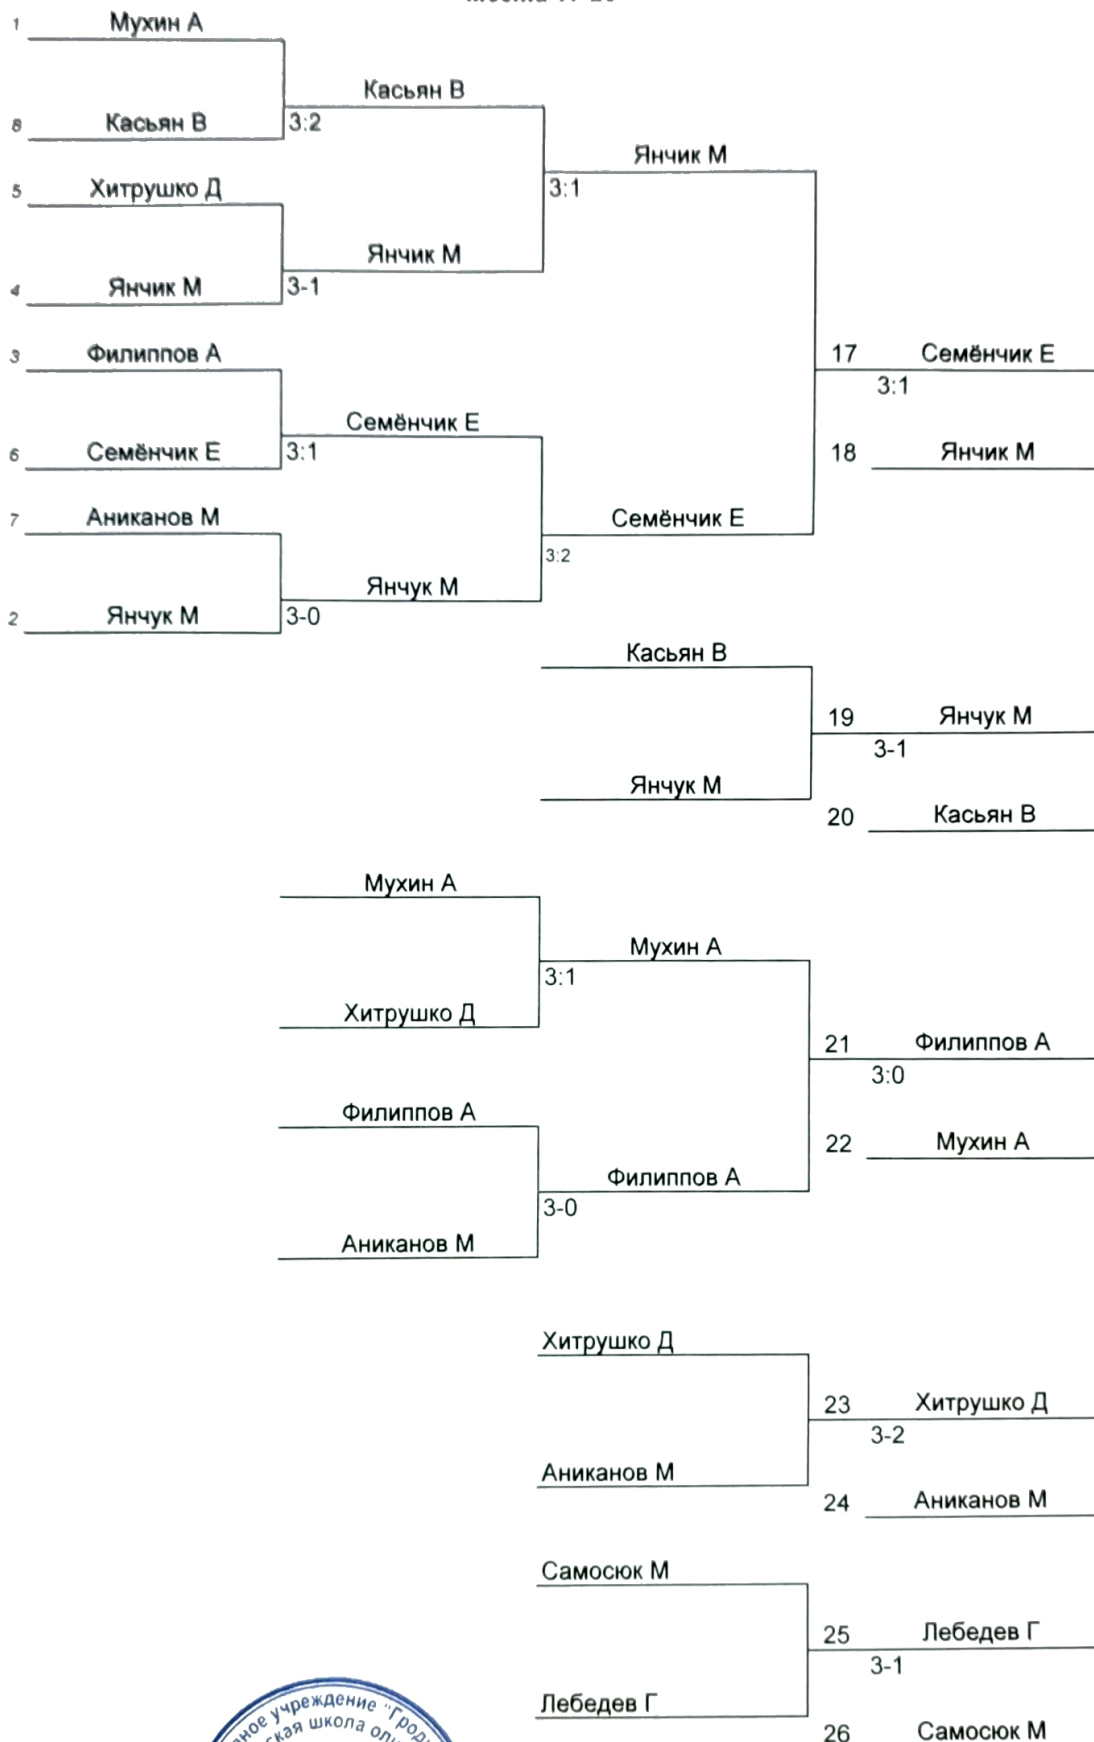 1 Мухин А
Касьян В
8 Касьян В 3:2
Янчик М
5 Хитрушко Д 3:1
Янчик М
4 Янчик М 3-1
3 Филиппов А 17 Семёнчик Е
3:1
Семёнчик Е
6 Семёнчик Е 3:1 18 Янчик М
7 Аниканов М Семёнчик Е
3:2
Янчук М
2 Янчук М 3-0
Касьян В
19 Янчук М
3-1
Янчук М
20 Касьян В
Мухин А
Мухин А
3:1
Хитрушко Д
21 Филиппов А
3:0
Филиппов А
22 Мухин А
Филиппов А
3-0
Аниканов М
Хитрушко Д
23 Хитрушко Д
3-2
Аниканов М
24 Аниканов М
Самосюк М
25 Лебедев Г
3-1
Лебедев Г
26 Самосюк М
учреждение "Гродн
школа